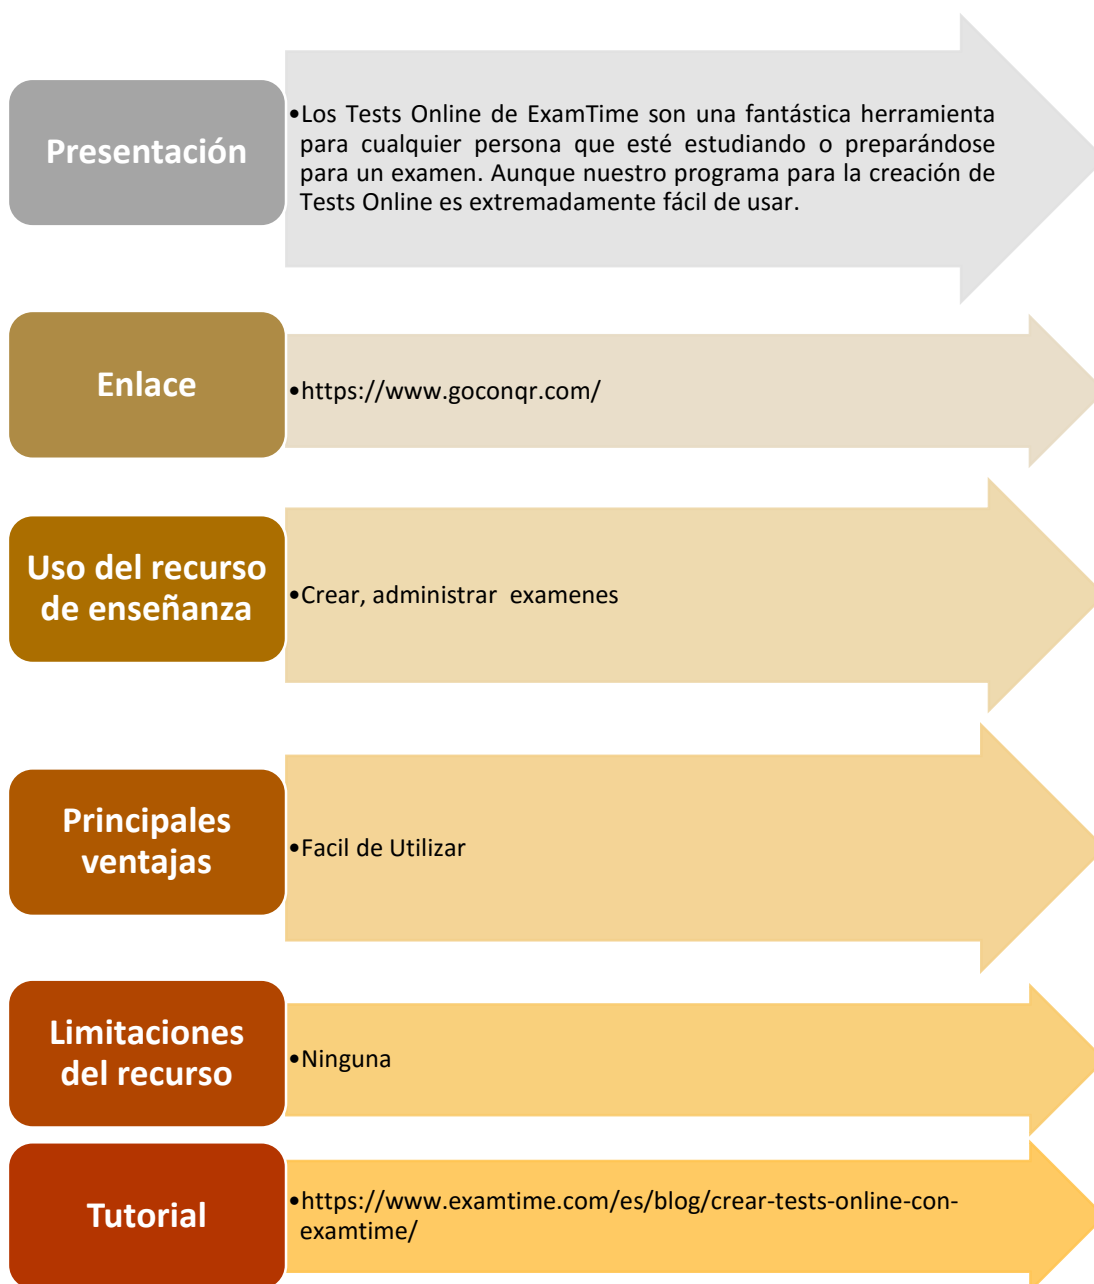 Presentación
•Los Tests Online de ExamTime son una fantástica herramienta
para cualquier persona que esté estudiando o preparándose
para un examen. Aunque nuestro programa para la creación de
Tests Online es extremadamente fácil de usar.
Enlace
•https://www.goconqr.com/
Uso del recurso
de enseñanza
•Crear, administrar  examenes
Principales
ventajas
•Facil de Utilizar
Limitaciones
del recurso
•Ninguna
Tutorial
•https://www.examtime.com/es/blog/crear-tests-online-con-
examtime/